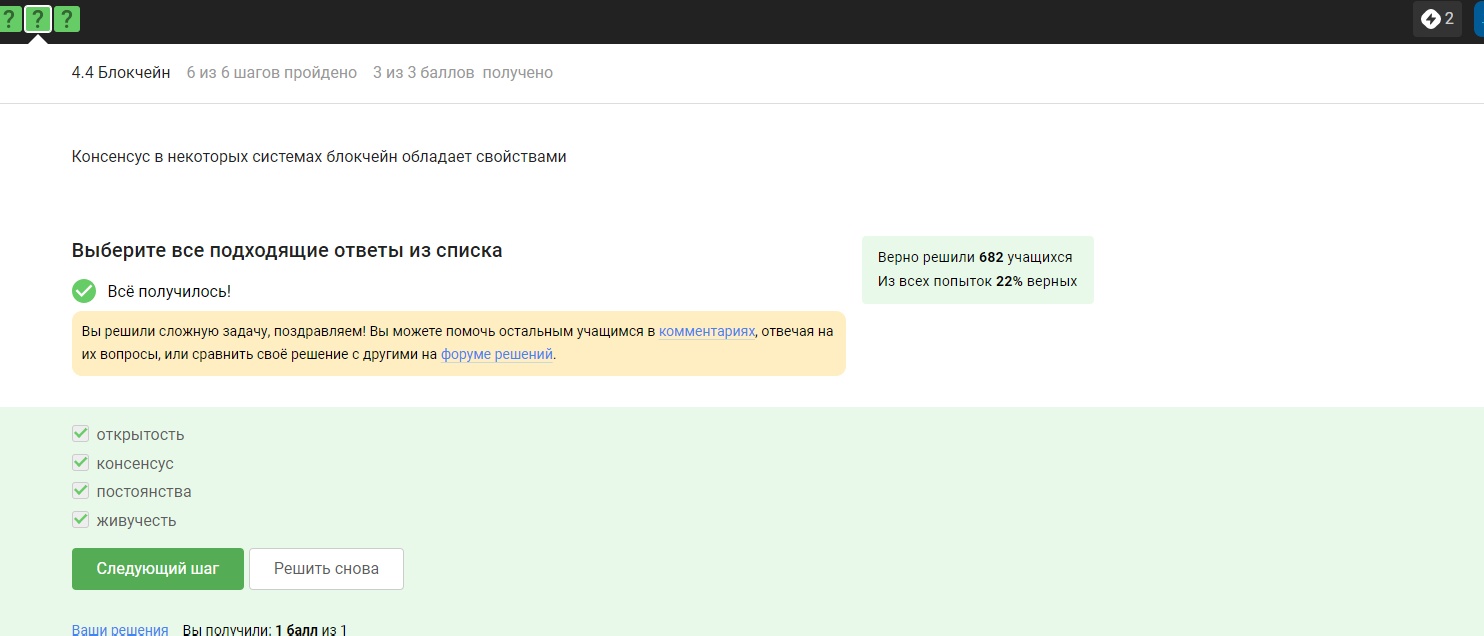 ? ? ?
2
4.4 Блокчейн 6 из 6 шагов пройдено 3 из 3 баллов получено
Консенсус в некоторых системах блокчейн обладает свойствами
Выберите все подходящие ответы из списка
Всё получилось!
Вы решили сложную задачу, поздравляем! Вы можете помочь остальным учащимся в комментариях, отвечая на
их вопросы, или сравнить своё решение с другими на форуме решений.
Верно решили 682 учащихся
Из всех попыток 22% верных
открытость
консенсус
постоянства
живучесть
Следующий шаг Решить снова
Ваши решения Вы получили: 1 балл из 1